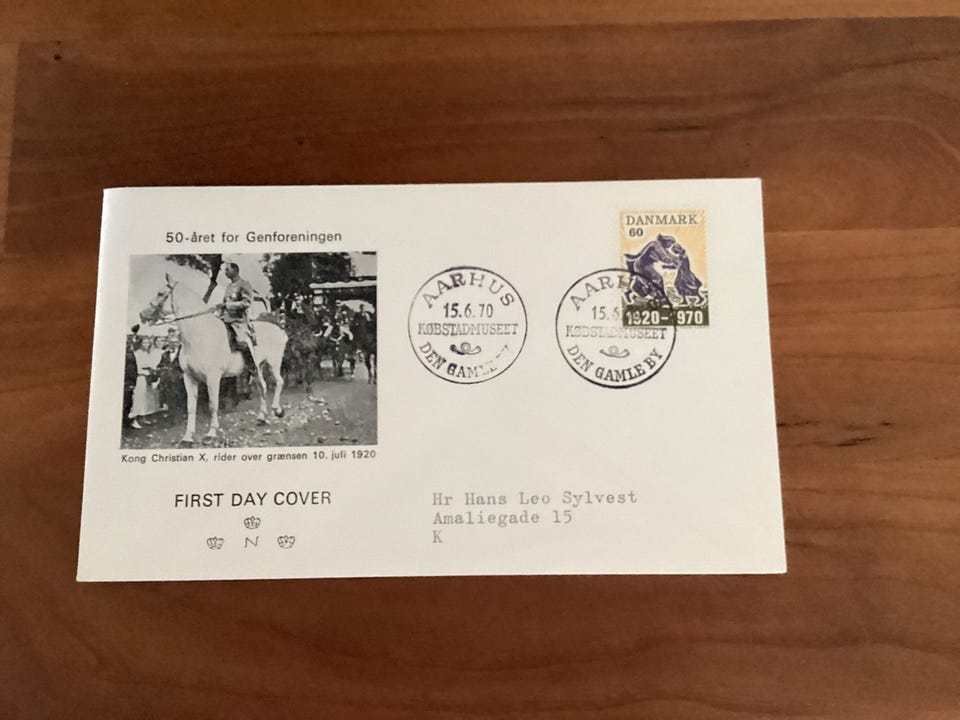 50-året for Genforeningen
Kong Christian X, rider over grænsen 10. juli 1920
FIRST DAY COVER
N
AARHUS
15.6.70
KØBSTADMUSEET
DEN GAMLE BY
AARHUS
15.6
KØBSTADMUSEET
DEN GAMLE BY
DANMARK
60
1920-1970
Hr Hans Leo Sylvest
Amaliegade 15
K